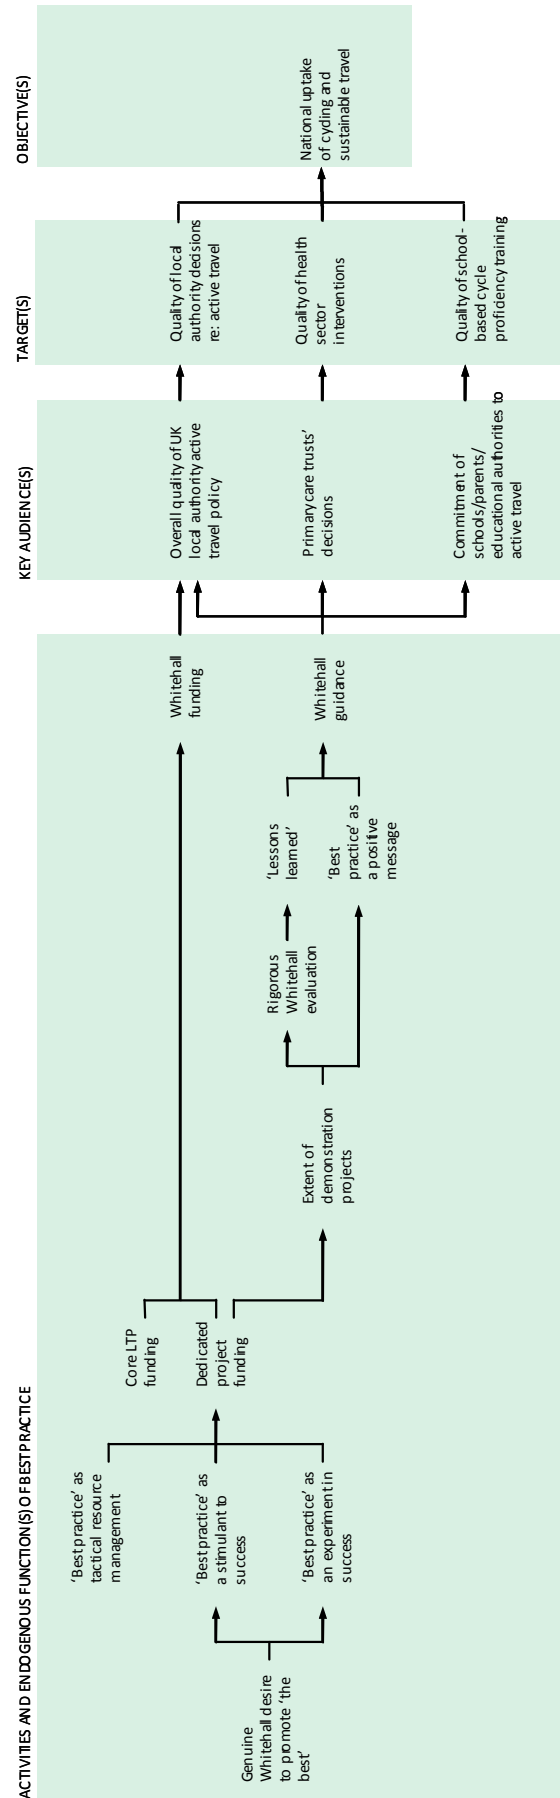 ACTIVITIES AND ENDOGENOUS FUNCTION(S) OF BEST PRACTICE
Genuine
Whitehall desire
to promote ‘the
best’
‘Best practice’ as
tactical resource
management
‘Best practice’ as
a stimulant to
success
‘Best practice’ as
an experiment in
success
Core LTP
funding
Dedicated
project
funding
Extent of
demonstration
projects
Rigorous
Whitehall
evaluation
‘Lessons
learned’
‘Best
practice’ as
a positive
message
Whitehall
funding
Whitehall
guidance
KEY AUDIENCE(S)
Overall quality of UK
local authority active
travel policy
Primary care trusts’
decisions
Commitment of
schools/parents/
educational authorities to
active travel
TARGET(S)
Quality of local
authority decisions
re: active travel
Quality of health
sector
interventions
Quality of school-
based cycle
proficiency training
OBJECTIVE(S)
National uptake
of cycling and
sustainable travel